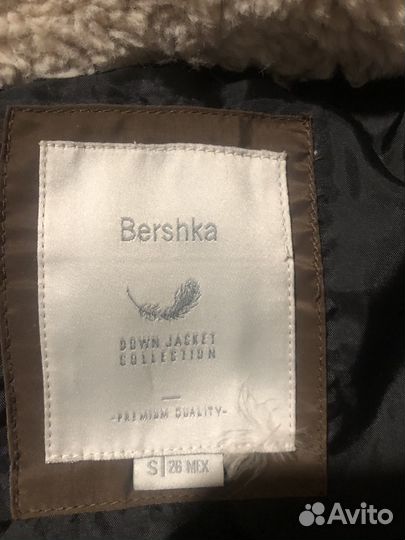 Bershka
DOWN JACKET
COLLECTION
-PREMIUM QUALITY-
S 26 MEX
Avito